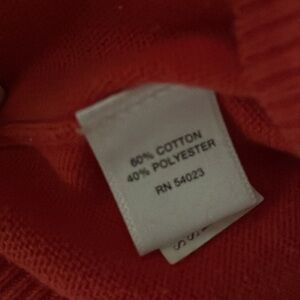 60% COTTON
40% POLYESTER
RN 54023